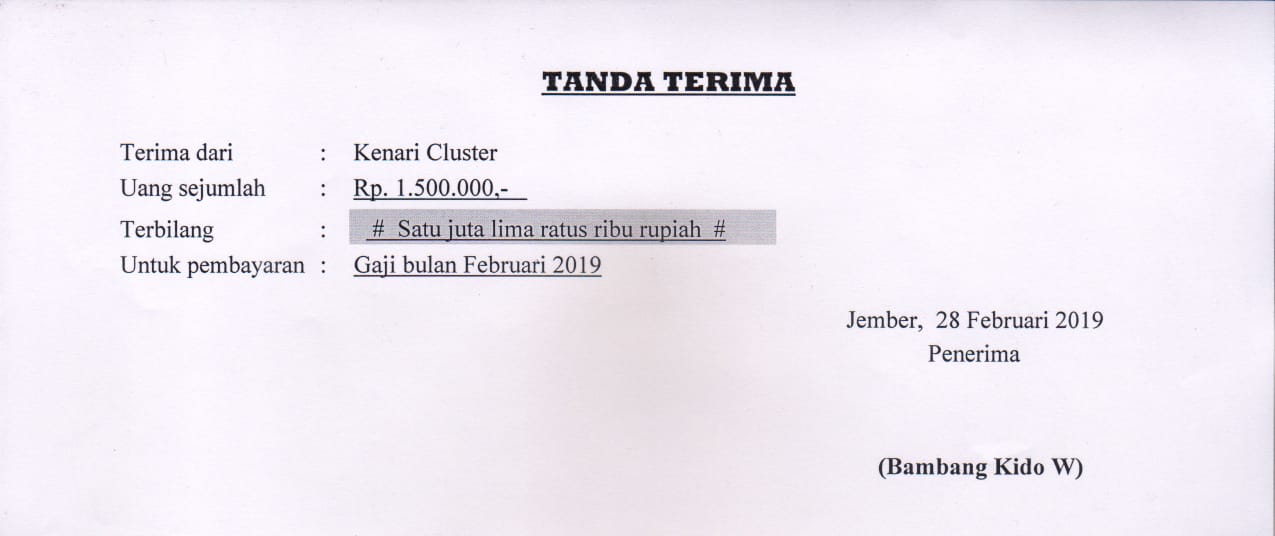 TANDA TERIMA
Terima dari : Kenari Cluster
Uang sejumlah : Rp. 1.500.000,-
Terbilang : # Satu juta lima ratus ribu rupiah #
Untuk pembayaran : Gaji bulan Februari 2019
Jember, 28 Februari 2019
Penerima
(Bambang Kido W)